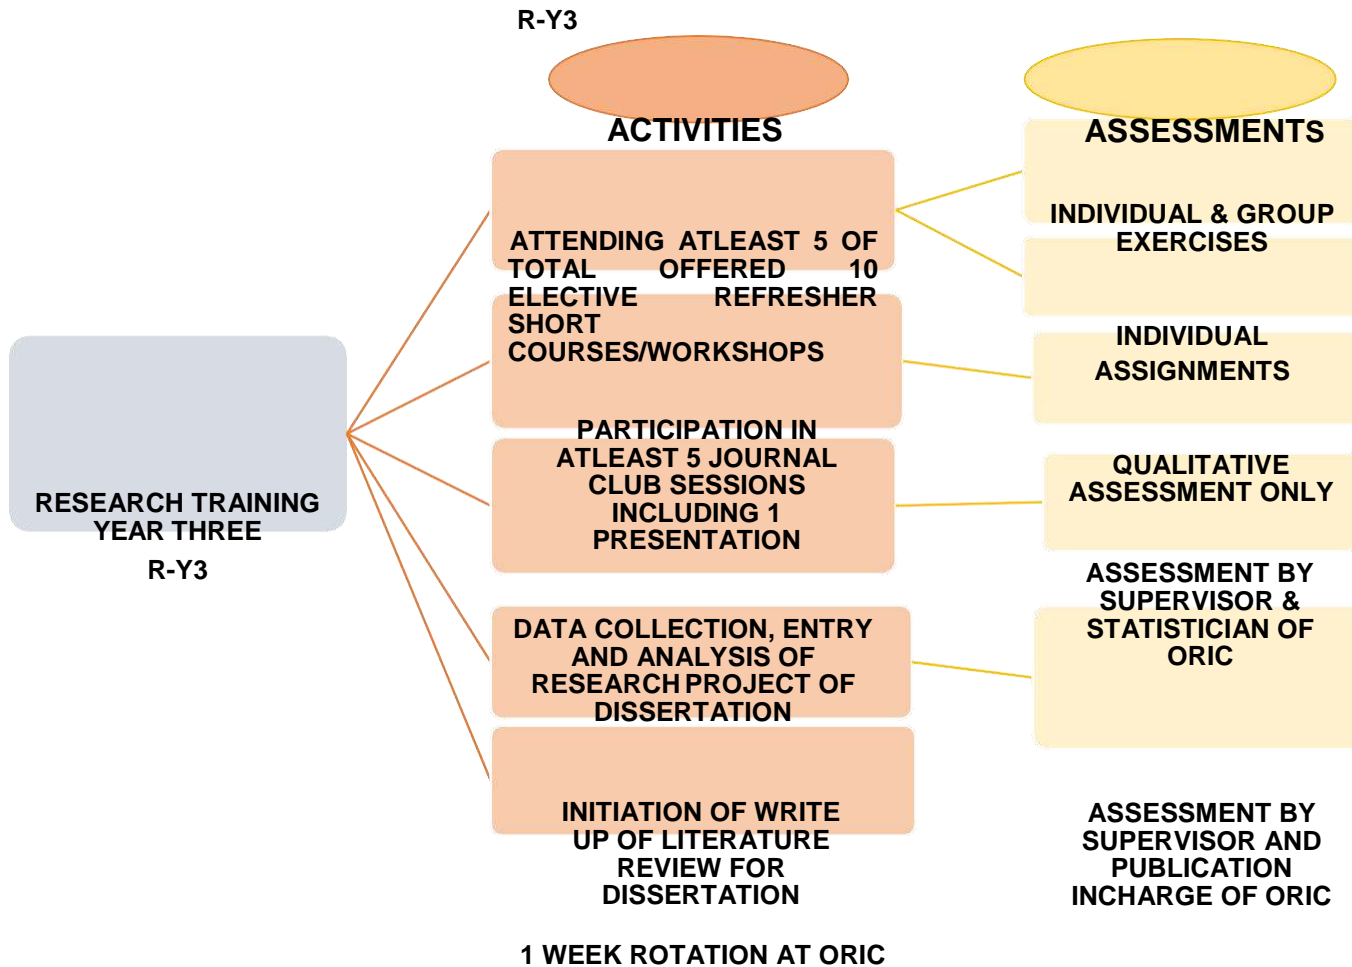 R-Y3
ACTIVITIES
ATTENDING ATLEAST 5 OF
TOTAL OFFERED 10
ELECTIVE REFRESHER
SHORT
COURSES/WORKSHOPS
PARTICIPATION IN
ATLEAST 5 JOURNAL
CLUB SESSIONS
INCLUDING 1
PRESENTATION
DATA COLLECTION, ENTRY
AND ANALYSIS OF
RESEARCH PROJECT OF
DISSERTATION
INITIATION OF WRITE
UP OF LITERATURE
REVIEW FOR
DISSERTATION
1 WEEK ROTATION AT ORIC
ASSESSMENTS
INDIVIDUAL & GROUP
EXERCISES
INDIVIDUAL
ASSIGNMENTS
QUALITATIVE
ASSESSMENT ONLY
ASSESSMENT BY
SUPERVISOR &
STATISTICIAN OF
ORIC
ASSESSMENT BY
SUPERVISOR AND
PUBLICATION
INCHARGE OF ORIC
RESEARCH TRAINING
YEAR THREE
R-Y3